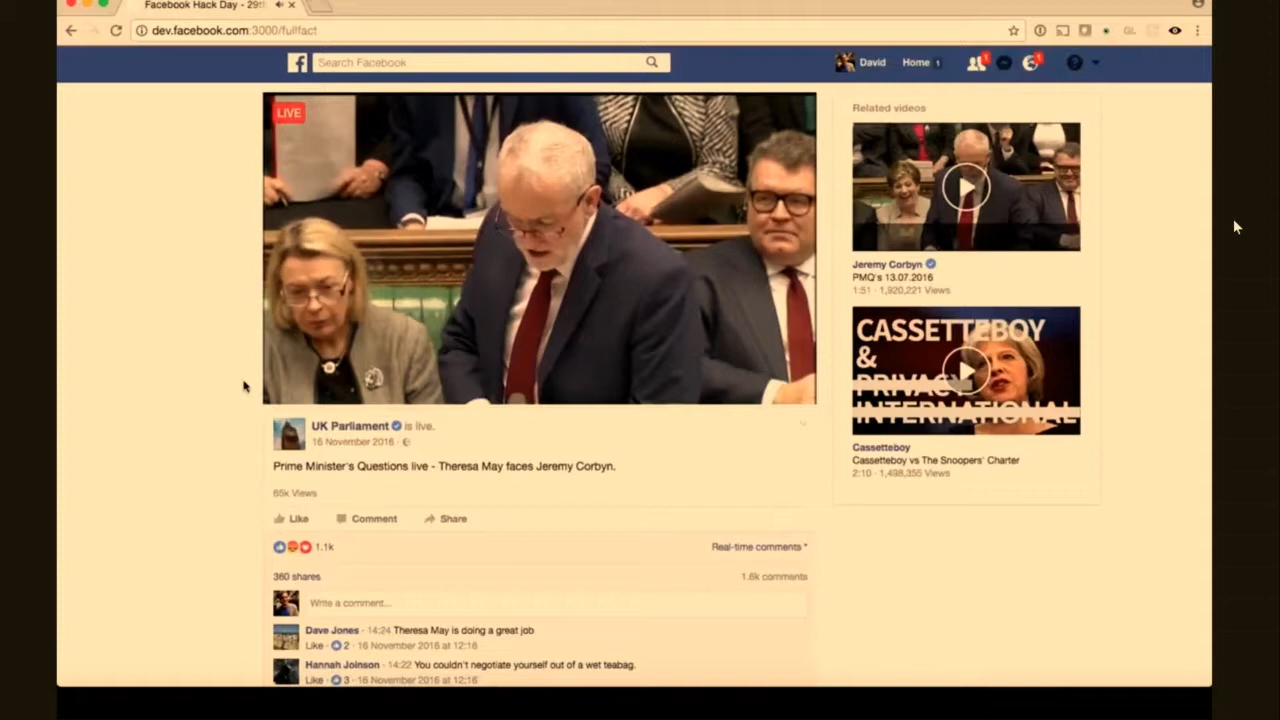 Facebook Hack Day - 29t
dev.facebook.com:3000/fullfact
Search Facebook
David
Home 1
1
1
LIVE
UK Parliament is live.
16 November 2016
Prime Minister's Questions live - Theresa May faces Jeremy Corbyn.
65k Views
Like Comment Share
1.1k
Real-time comments
360 shares
1.6k comments
Write a comment...
Dave Jones - 14:24 Theresa May is doing a great job
Like · 2 · 16 November 2016 at 12:16
Hannah Joinson - 14:22 You couldn't negotiate yourself out of a wet teabag.
Like · 3 · 16 November 2016 at 12:16
Related videos
Jeremy Corbyn
PMQ's 13.07.2016
1:51 · 1,920,221 Views
CASSETTEBOY
&
PRIVACY
INTERNATIONAL
Cassetteboy
Cassetteboy vs The Snoopers' Charter
2:10 · 1,498,355 Views